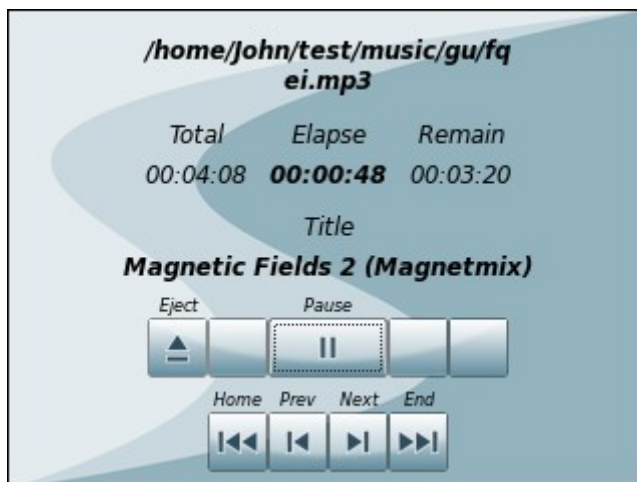 /home/John/test/music/gu/fq
ei.mp3
Total Elapse Remain
00:04:08 00:00:48 00:03:20
Title
Magnetic Fields 2 (Magnetmix)
Eject Pause
Home Prev Next End